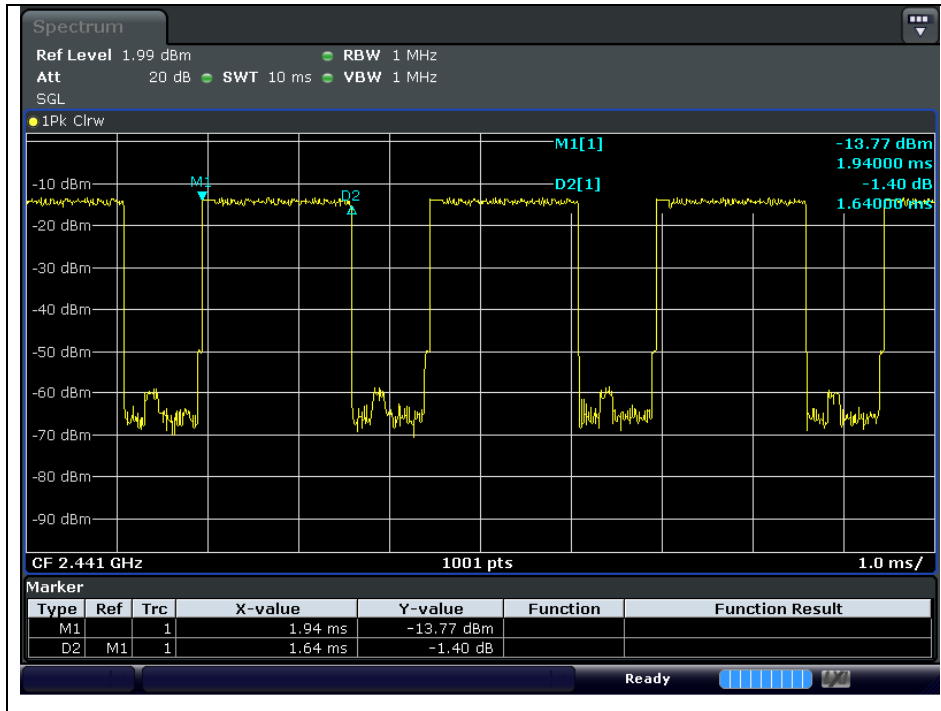 Spectrum
Ref Level 1.99 dBm RBW 1 MHz
Att 20 dB SWT 10 ms VBW 1 MHz
SGL
1Pk Clrw
M1[1] -13.77 dBm
1.94000 ms
D2[1] -1.40 dB
1.64000 ms
M1
D2
-10 dBm
-20 dBm
-30 dBm
-40 dBm
-50 dBm
-60 dBm
-70 dBm
-80 dBm
-90 dBm
CF 2.441 GHz 1001 pts 1.0 ms/
Marker
Type Ref Trc X-value Y-value Function Function Result
M1 1 1.94 ms -13.77 dBm
D2 M1 1 1.64 ms -1.40 dB
Ready